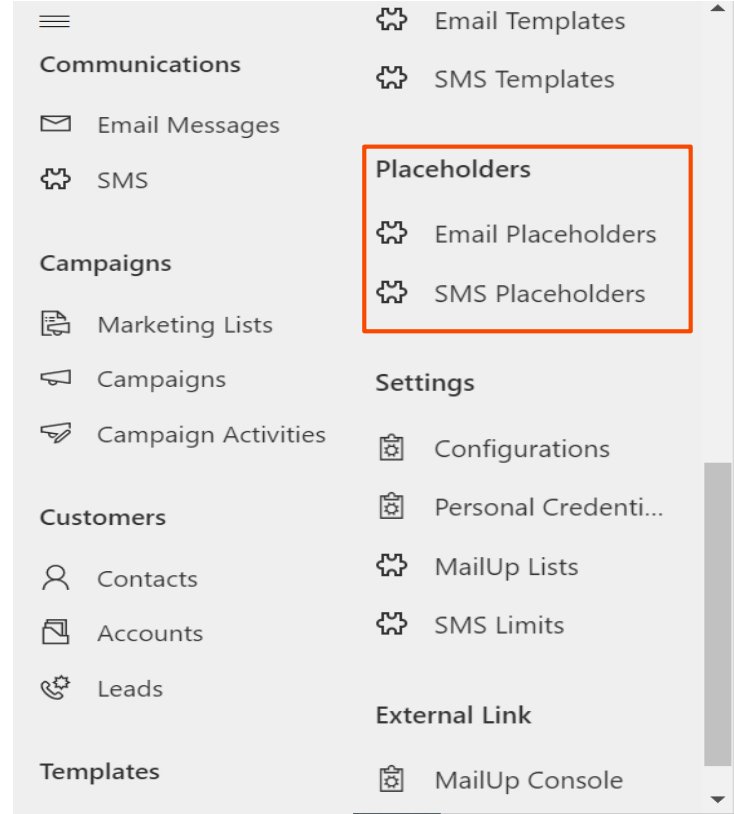 Communications
Email Messages
SMS
Campaigns
Marketing Lists
Campaigns
Campaign Activities
Customers
Contacts
Accounts
Leads
Templates
Email Templates
SMS Templates
Placeholders
Email Placeholders
SMS Placeholders
Settings
Configurations
Personal Credenti...
MailUp Lists
SMS Limits
External Link
MailUp Console